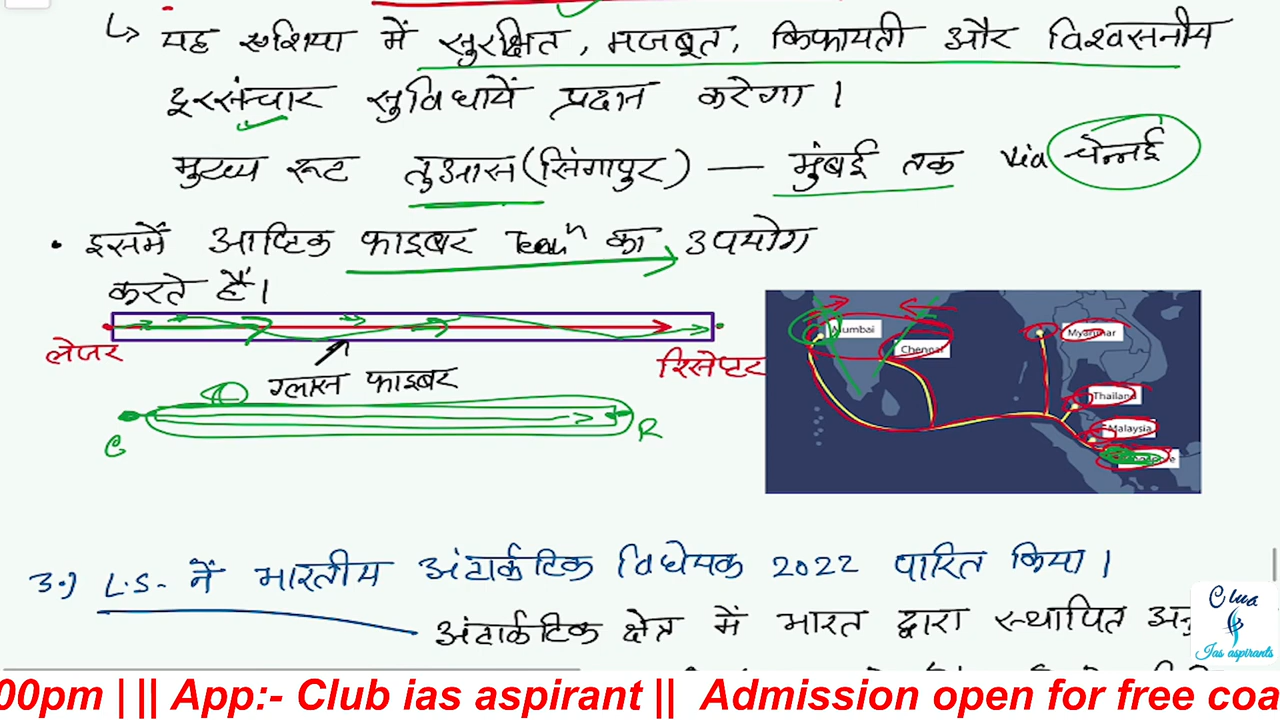 ↳ यह एशिया में सुरक्षित, मजबूत, किफायती और विश्वसनीय
दूरसंचार सुविधायें प्रदान करेगा।
मुख्य रूट तुआस (सिंगापुर) — मुंबई तक via चेन्नई
• इसमें आप्टिक फाइबर Techⁿ का उपयोग
करते हैं।
लेजर
रिसेप्टर
ग्लास फाइबर
R
Mumbai
Chennai
Myanmar
Thailand
Malaysia
3.) L.S. में भारतीय अंटार्कटिक विधेयक 2022 पारित किया।
अंटार्कटिक क्षेत्र में भारत द्वारा स्थापित
Club
Ias aspirants
00pm | || App:- Club ias aspirant || Admission open for free coa